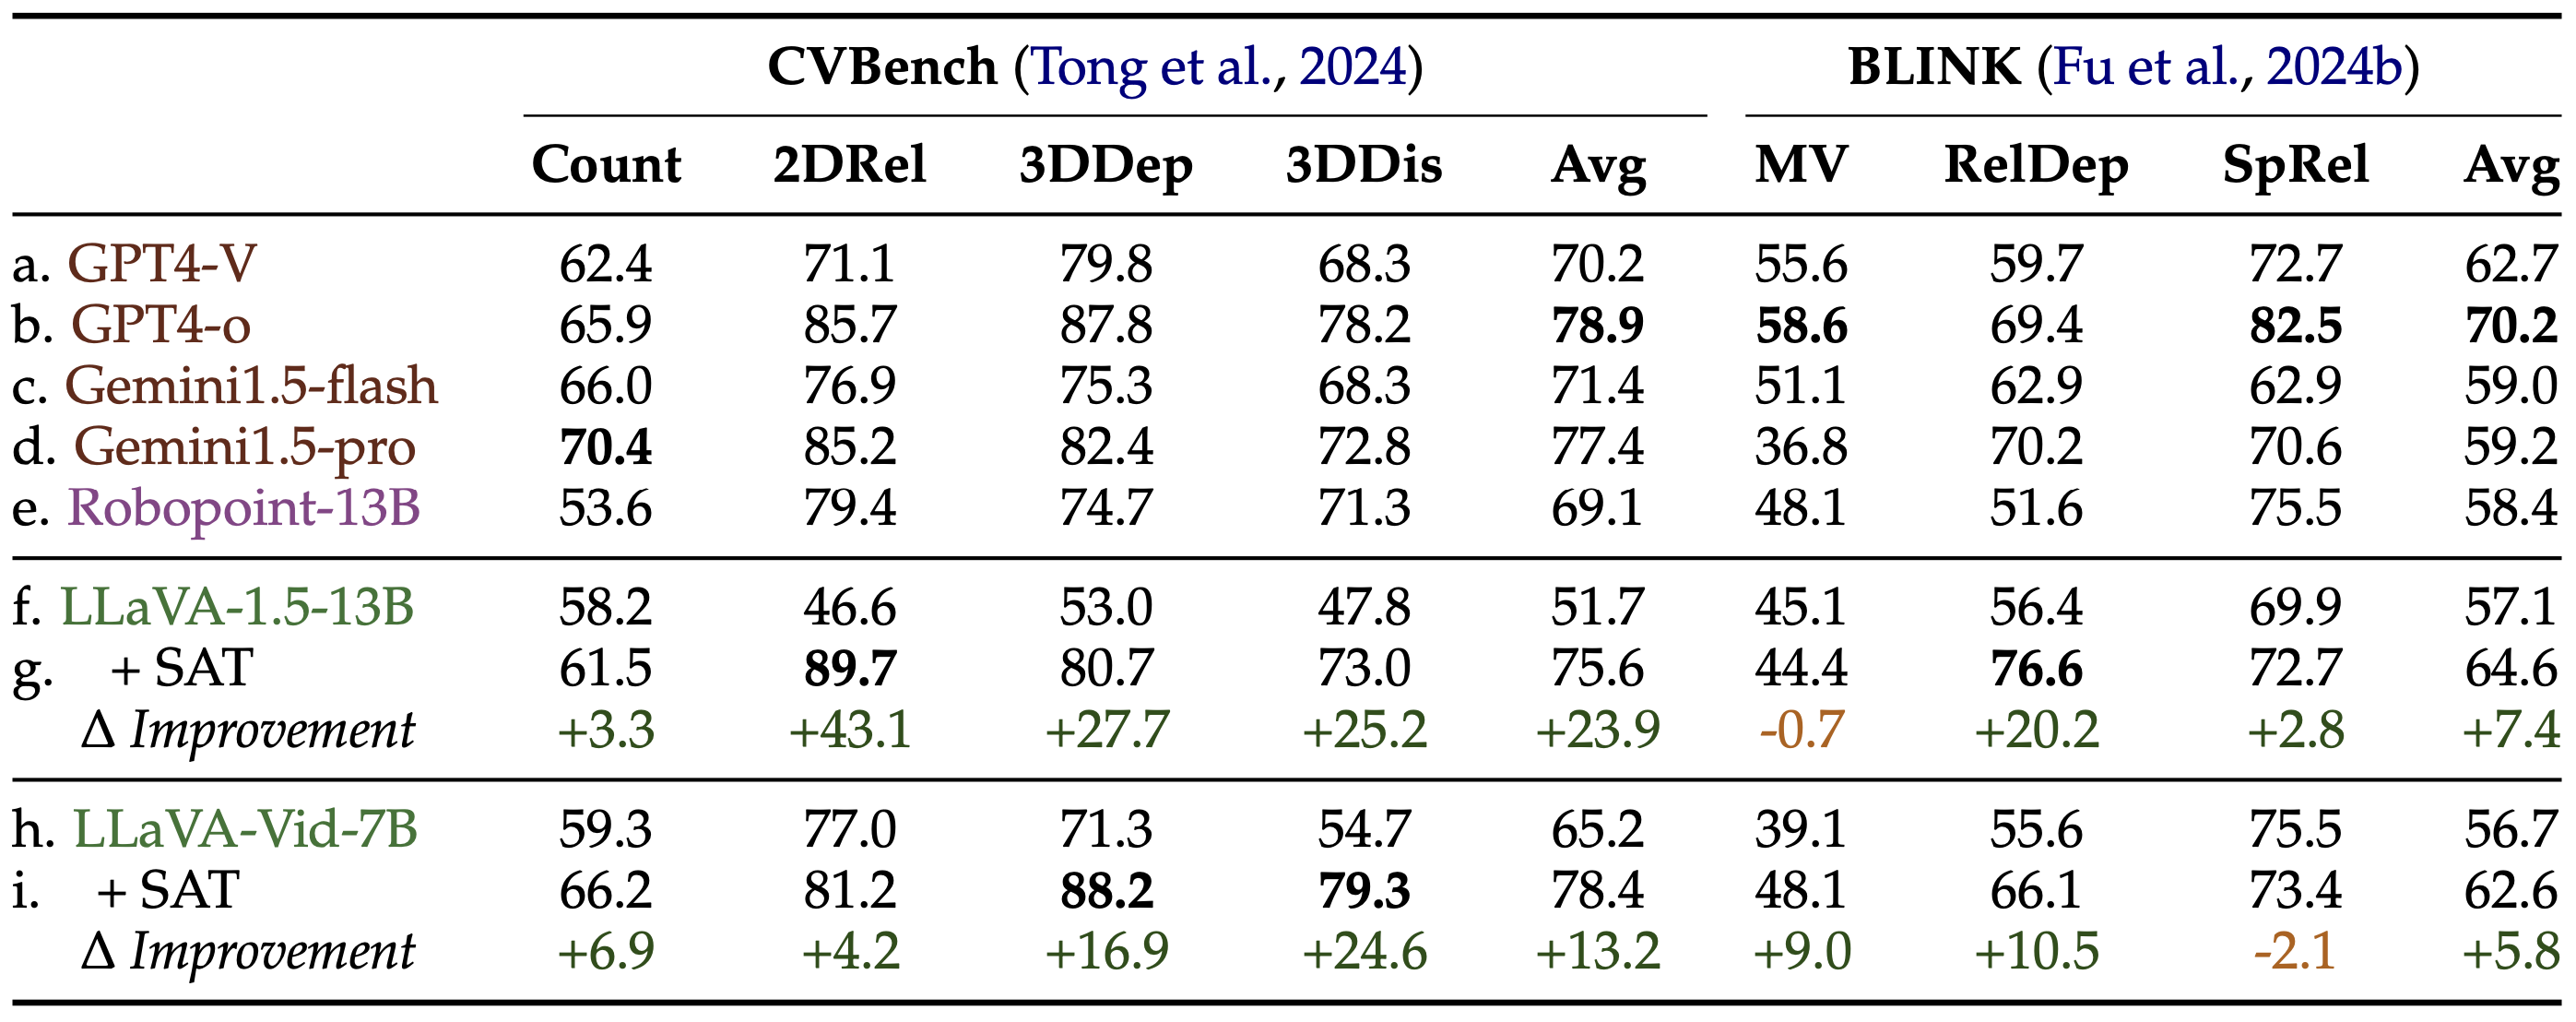 CVBench (Tong et al., 2024) BLINK (Fu et al., 2024b)
Count 2DRel 3DDep 3DDis Avg MV RelDep SpRel Avg
a. GPT4-V 62.4 71.1 79.8 68.3 70.2 55.6 59.7 72.7 62.7
b. GPT4-o 65.9 85.7 87.8 78.2 78.9 58.6 69.4 82.5 70.2
c. Gemini1.5-flash 66.0 76.9 75.3 68.3 71.4 51.1 62.9 62.9 59.0
d. Gemini1.5-pro 70.4 85.2 82.4 72.8 77.4 36.8 70.2 70.6 59.2
e. Robopoint-13B 53.6 79.4 74.7 71.3 69.1 48.1 51.6 75.5 58.4
f. LLaVA-1.5-13B 58.2 46.6 53.0 47.8 51.7 45.1 56.4 69.9 57.1
g. + SAT 61.5 89.7 80.7 73.0 75.6 44.4 76.6 72.7 64.6
Δ Improvement +3.3 +43.1 +27.7 +25.2 +23.9 -0.7 +20.2 +2.8 +7.4
h. LLaVA-Vid-7B 59.3 77.0 71.3 54.7 65.2 39.1 55.6 75.5 56.7
i. + SAT 66.2 81.2 88.2 79.3 78.4 48.1 66.1 73.4 62.6
Δ Improvement +6.9 +4.2 +16.9 +24.6 +13.2 +9.0 +10.5 -2.1 +5.8